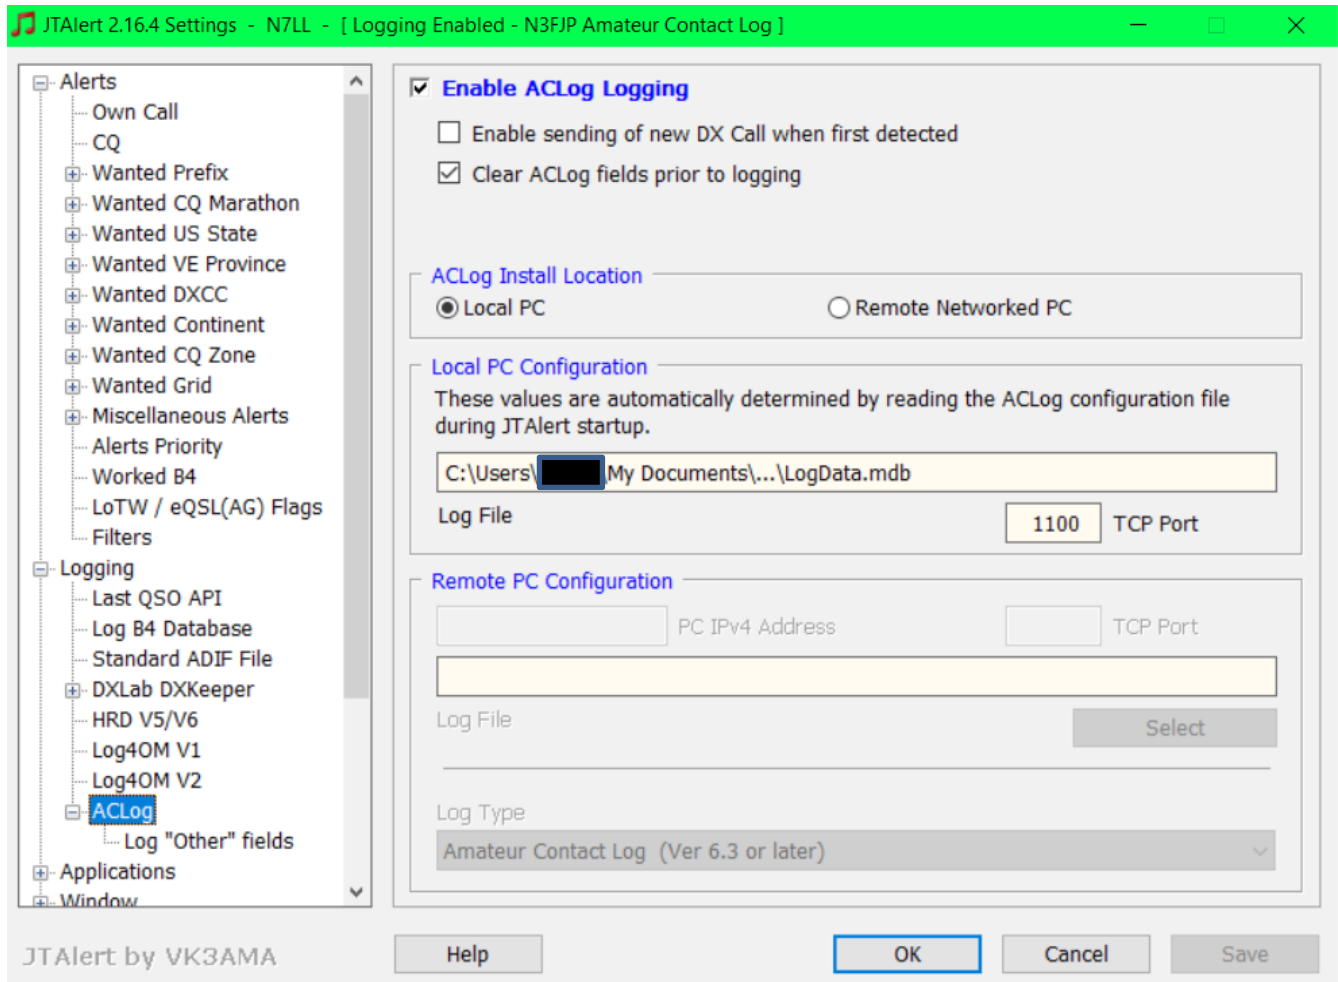 JTAlert 2.16.4 Settings - N7LL - [ Logging Enabled - N3FJP Amateur Contact Log ]
Alerts
Own Call
CQ
Wanted Prefix
Wanted CQ Marathon
Wanted US State
Wanted VE Province
Wanted DXCC
Wanted Continent
Wanted CQ Zone
Wanted Grid
Miscellaneous Alerts
Alerts Priority
Worked B4
LoTW / eQSL(AG) Flags
Filters
Logging
Last QSO API
Log B4 Database
Standard ADIF File
DXLab DXKeeper
HRD V5/V6
Log4OM V1
Log4OM V2
ACLog
Log "Other" fields
Applications
Window
Enable ACLog Logging
Enable sending of new DX Call when first detected
Clear ACLog fields prior to logging
ACLog Install Location
Local PC
Remote Networked PC
Local PC Configuration
These values are automatically determined by reading the ACLog configuration file
during JTAlert startup.
C:\Users\ My Documents\...\LogData.mdb
Log File
1100 TCP Port
Remote PC Configuration
PC IPv4 Address
TCP Port
Log File
Select
Log Type
Amateur Contact Log (Ver 6.3 or later)
JTAlert by VK3AMA
Help
OK
Cancel
Save